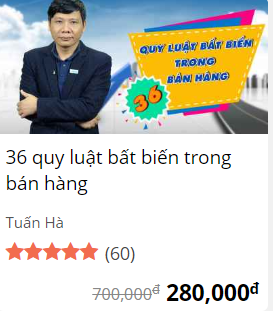 QUY LUẬT BẤT BIẾN
TRONG
BÁN HÀNG
36
36 quy luật bất biến trong
bán hàng
Tuấn Hà
(60)
700,000đ 280,000đ